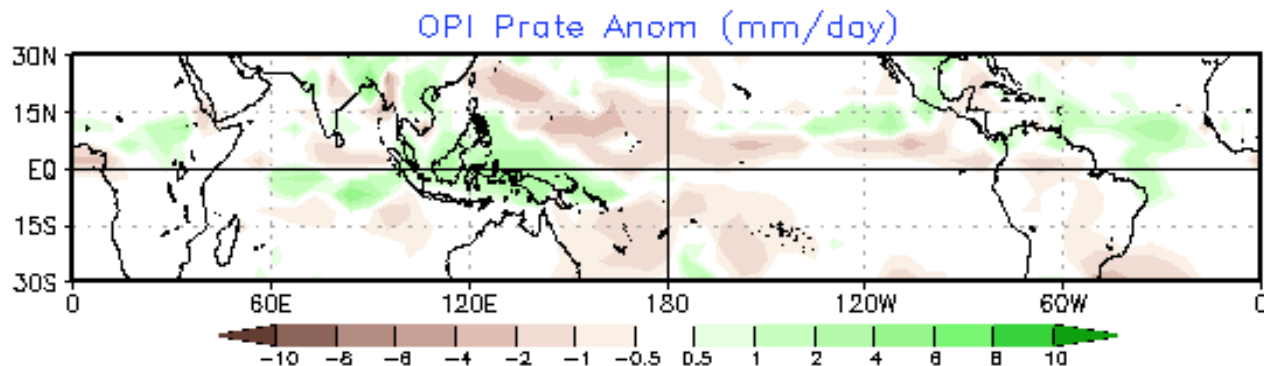 OPI Prate Anom (mm/day)
30N
15N
EQ
15S
30S
0 60E 120E 180 120W 60W 0
-10 -8 -6 -4 -2 -1 -0.5 0.5 1 2 4 6 8 10